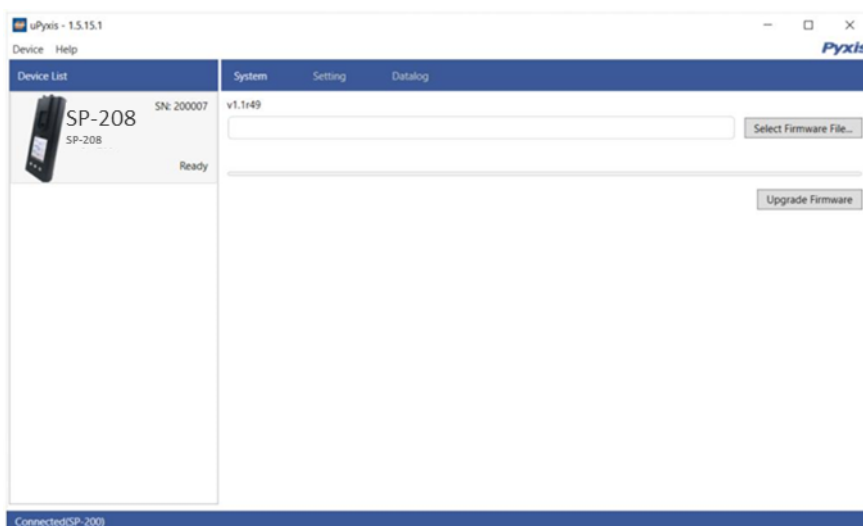 uPyxis - 1.5.15.1
Device Help
Pyxis
Device List
System Setting Datalog
SN: 200007
SP-208
SP-208
Ready
v1.1r49
Select Firmware File...
Upgrade Firmware
Connected(SP-200)